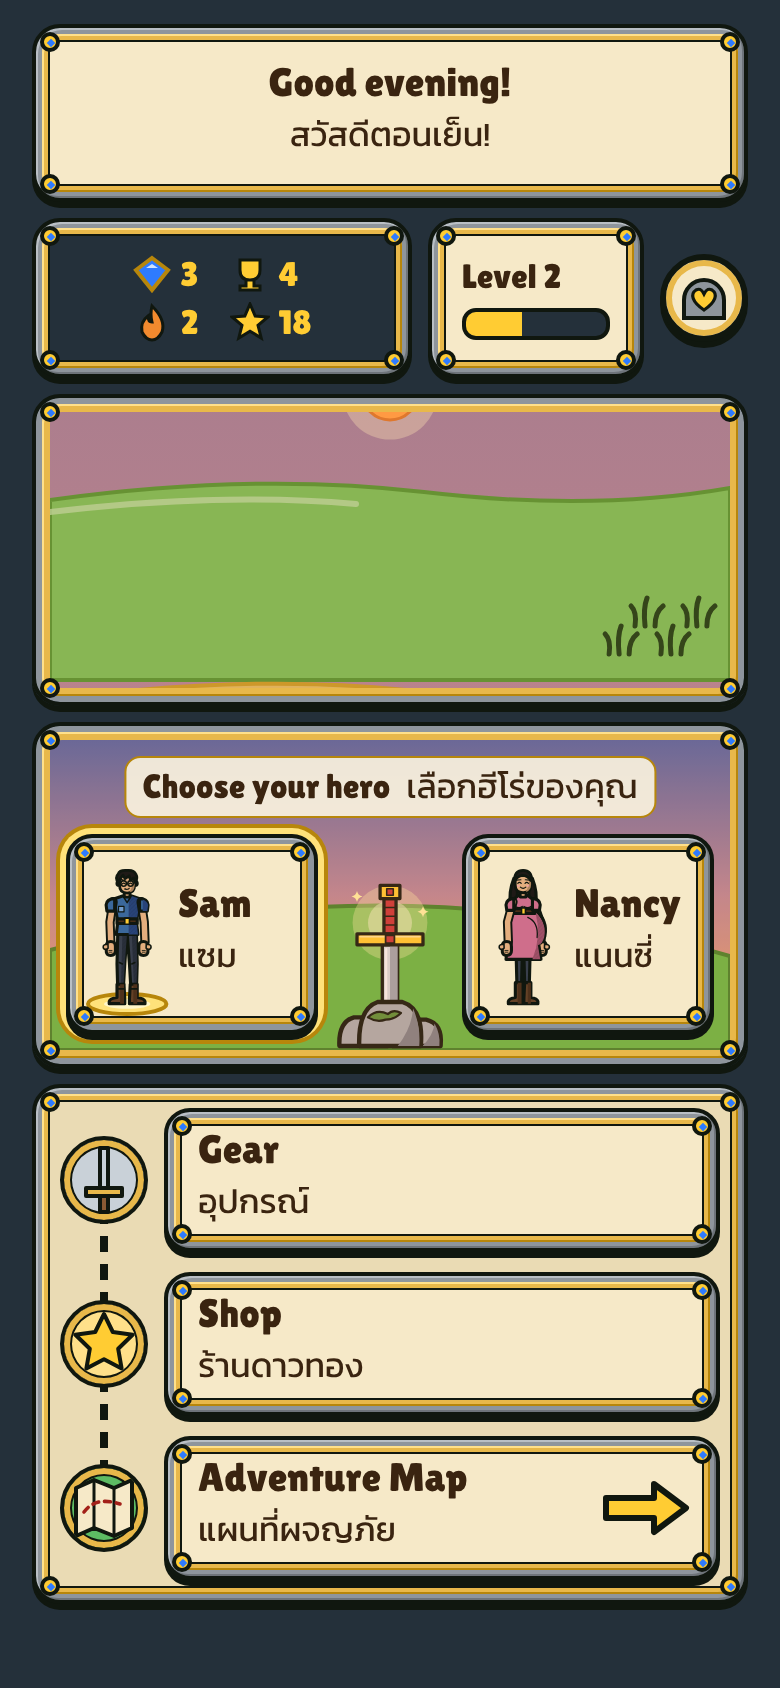 Good evening!
สวัสดีตอนเย็น!
3 4
2 18
Level 2
Choose your hero เลือกฮีโร่ของคุณ
Sam
แซม
Nancy
แนนซี่
Gear
อุปกรณ์
Shop
ร้านดาวทอง
Adventure Map
แผนที่ผจญภัย